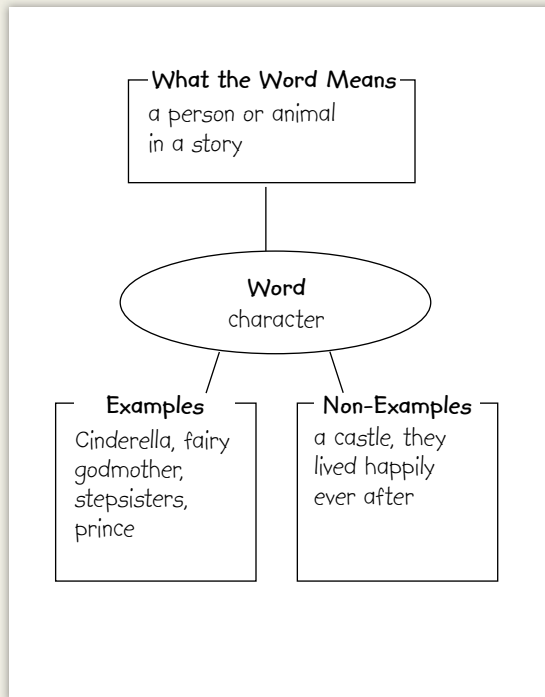 What the Word Means
a person or animal
in a story
Word
character
Examples
Cinderella, fairy
godmother,
stepsisters,
prince
Non-Examples
a castle, they
lived happily
ever after